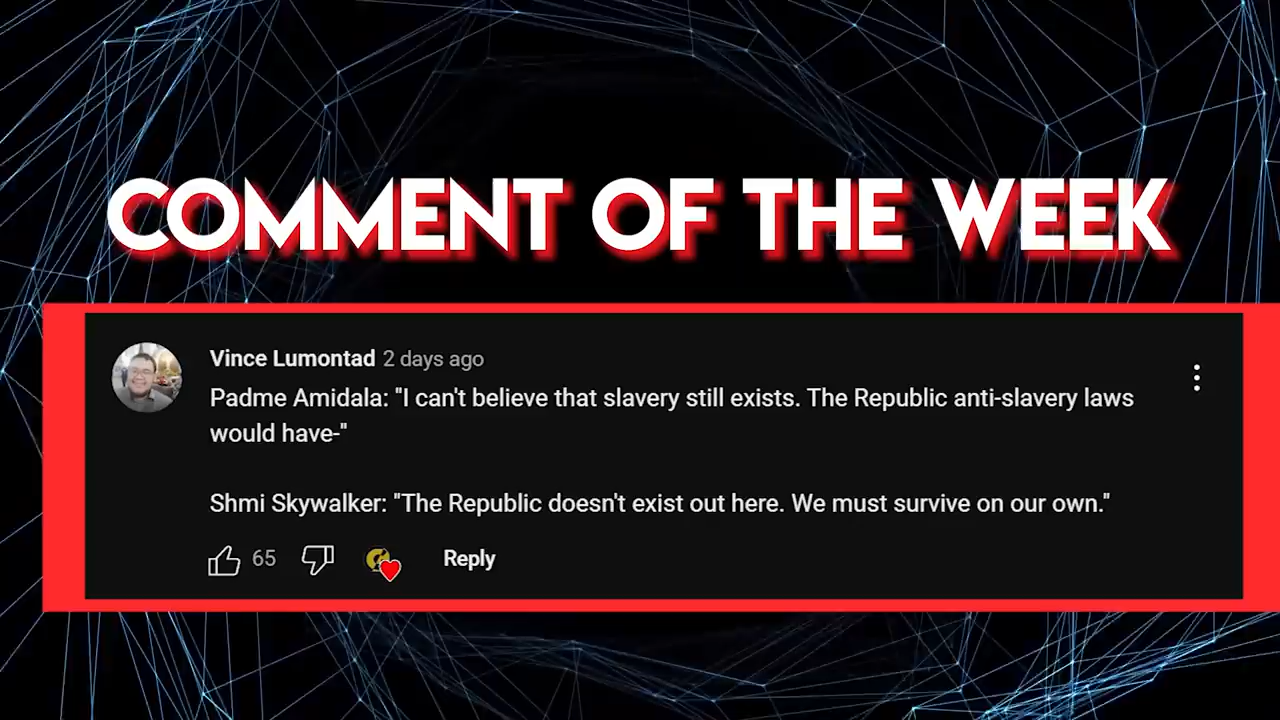 COMMENT OF THE WEEK
Vince Lumontad 2 days ago
Padme Amidala: "I can't believe that slavery still exists. The Republic anti-slavery laws
would have-"
Shmi Skywalker: "The Republic doesn't exist out here. We must survive on our own."
65 Reply